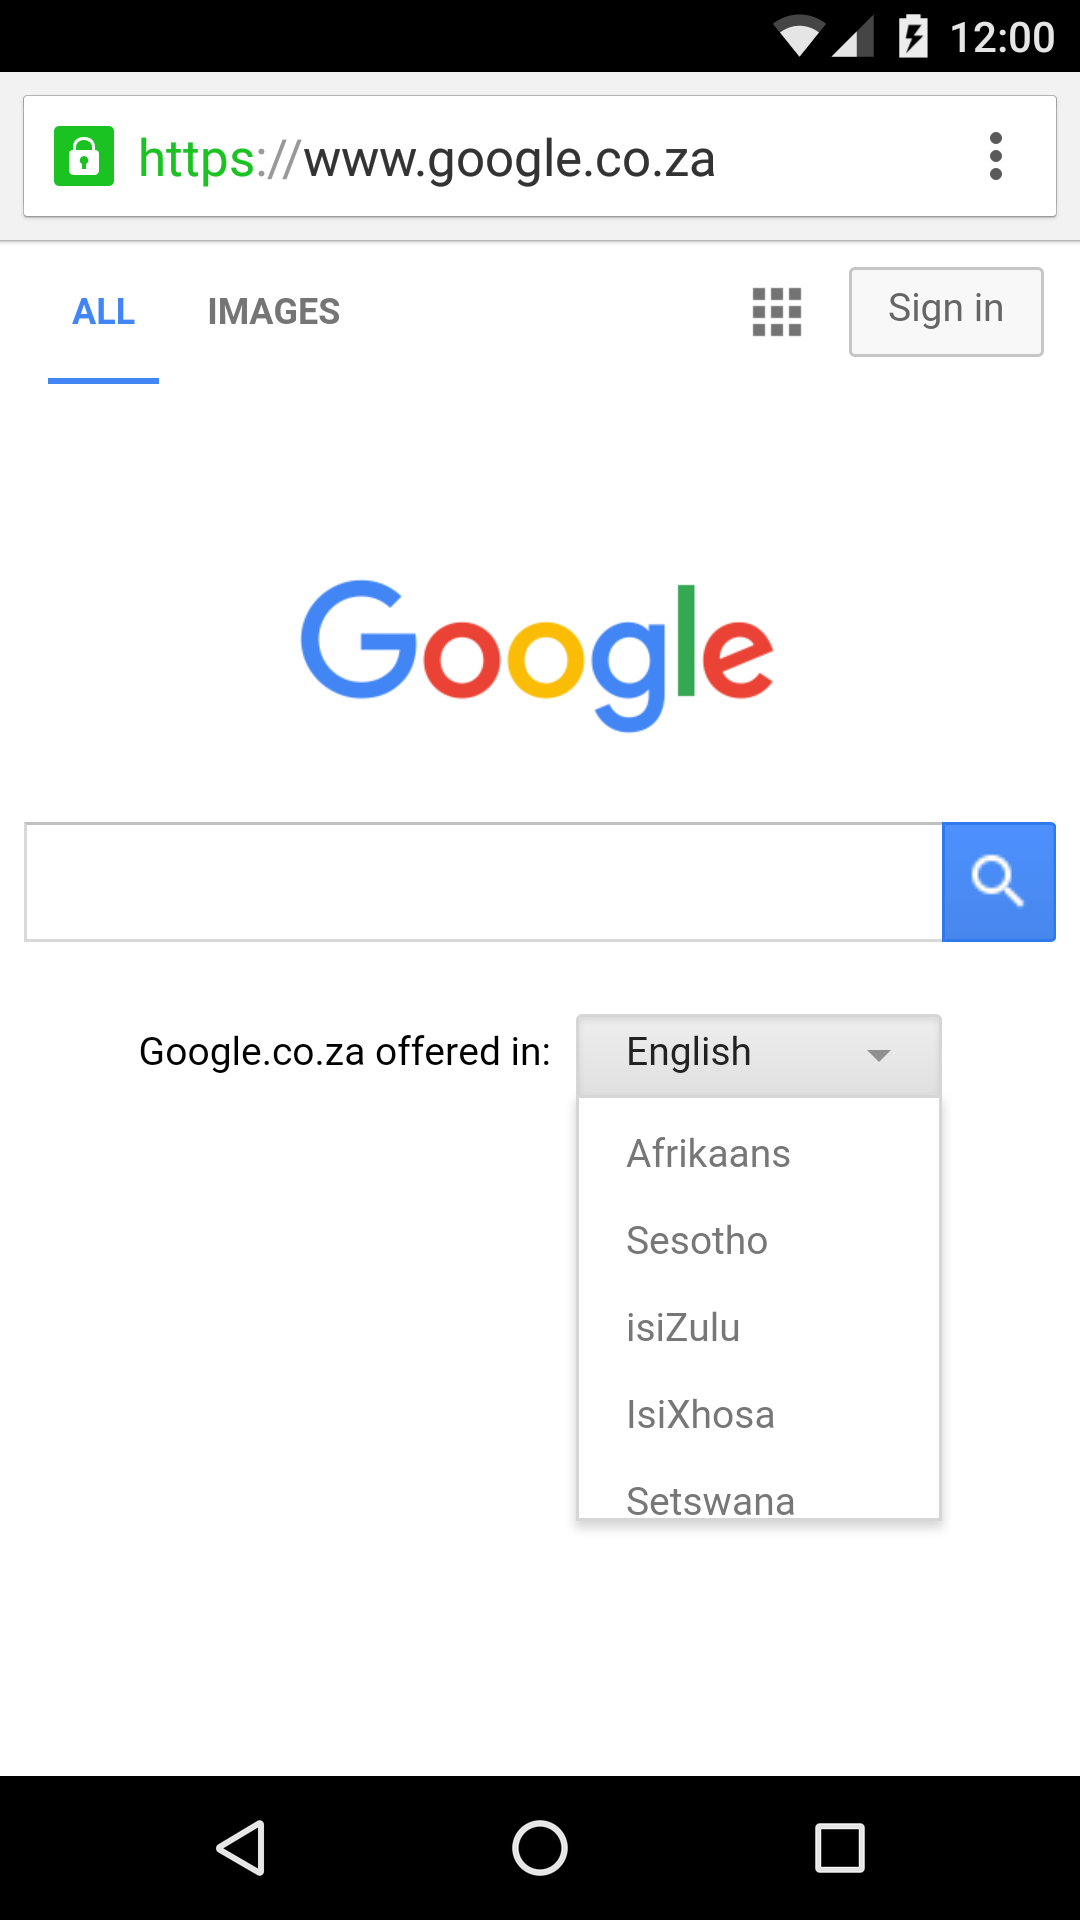 12:00
https://www.google.co.za
ALL IMAGES Sign in
Google
Google.co.za offered in: English
Afrikaans
Sesotho
isiZulu
IsiXhosa
Setswana